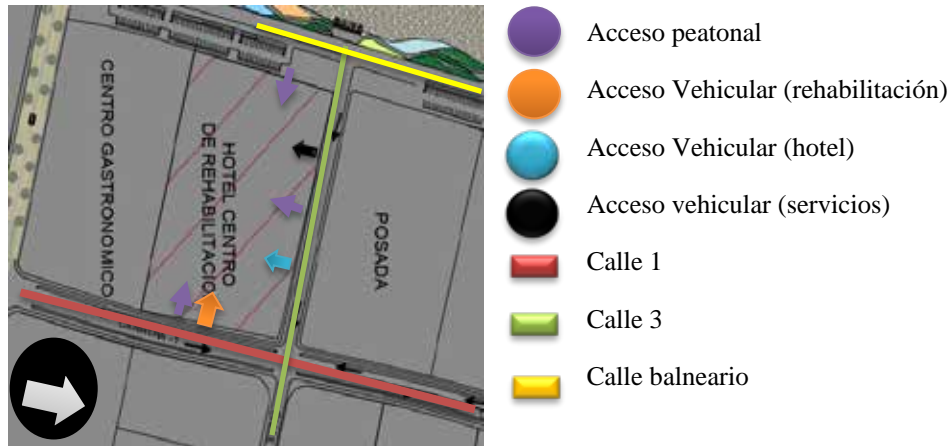 CENTRO GASTRONOMICO
HOTEL CENTRO
DE REHABILITACIO
POSADA
Acceso peatonal
Acceso Vehicular (rehabilitación)
Acceso Vehicular (hotel)
Acceso vehicular (servicios)
Calle 1
Calle 3
Calle balneario